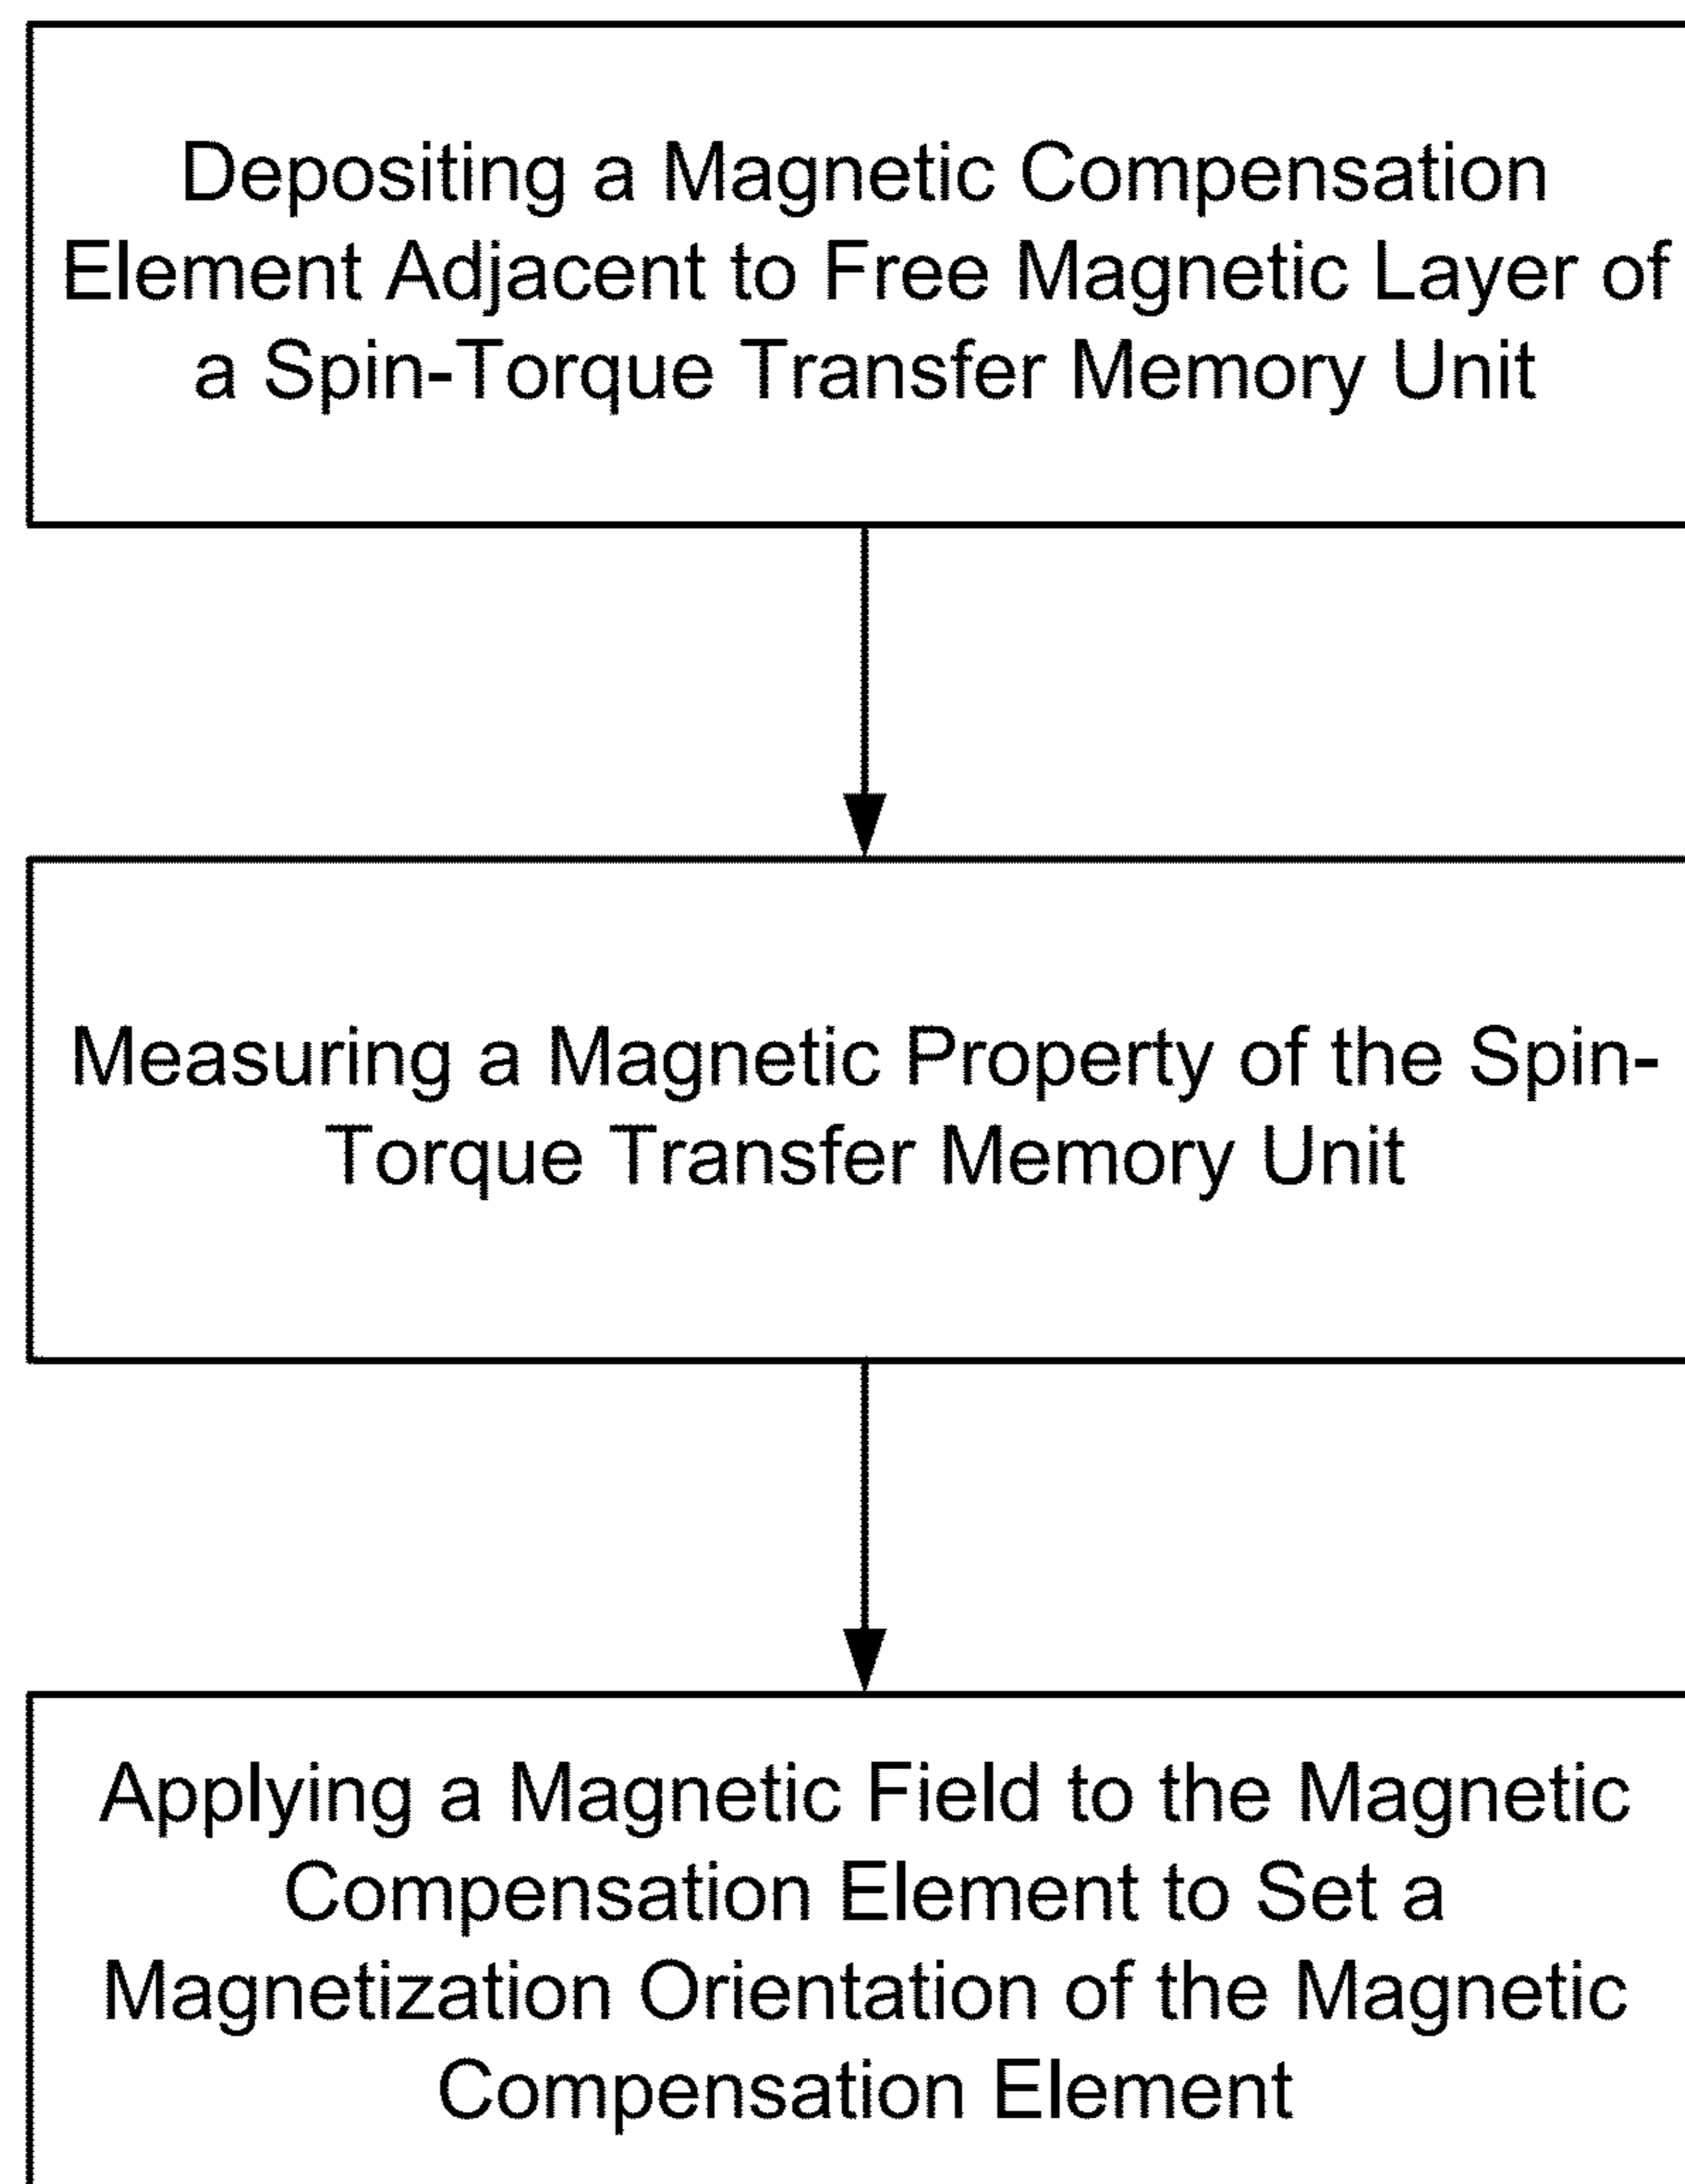 Depositing a Magnetic Compensation
Element Adjacent to Free Magnetic Layer of
a Spin-Torque Transfer Memory Unit
Measuring a Magnetic Property of the Spin-
Torque Transfer Memory Unit
Applying a Magnetic Field to the Magnetic
Compensation Element to Set a
Magnetization Orientation of the Magnetic
Compensation Element